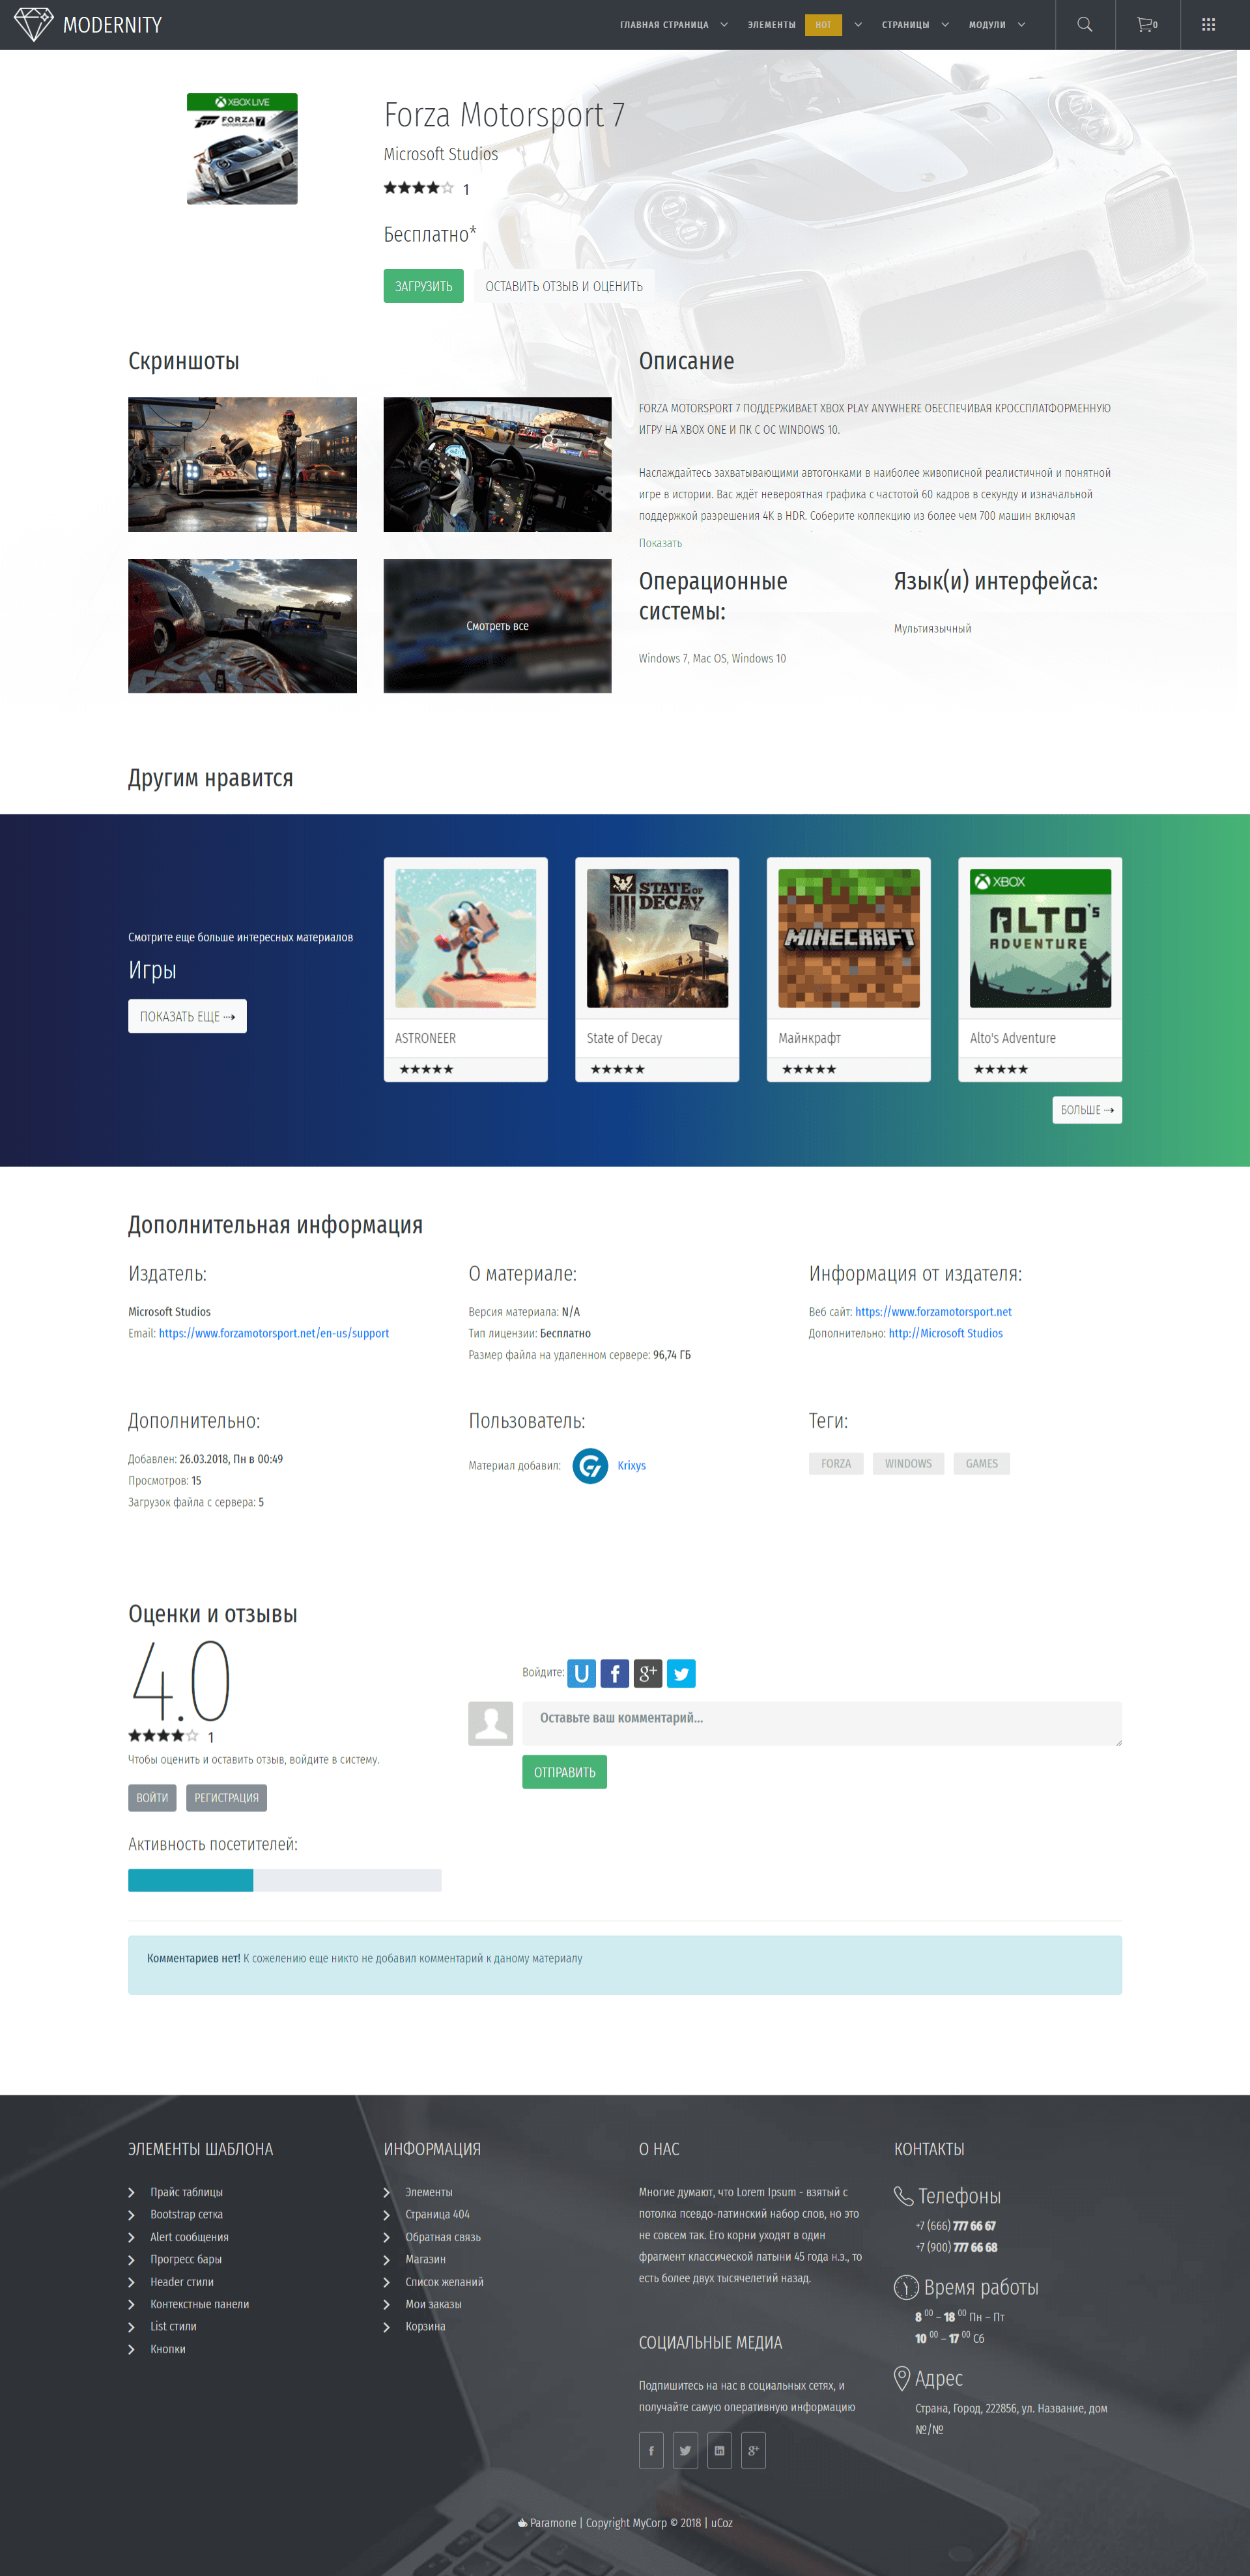 MODERNITY
ГЛАВНАЯ СТРАНИЦА
ЭЛЕМЕНТЫ HOT
СТРАНИЦЫ
МОДУЛИ
0
XBOX LIVE
FORZA 7
MOTORSPORT
Forza Motorsport 7
Microsoft Studios
1
Бесплатно*
ЗАГРУЗИТЬ
ОСТАВИТЬ ОТЗЫВ И ОЦЕНИТЬ
Скриншоты
Смотреть все
Описание
FORZA MOTORSPORT 7 ПОДДЕРЖИВАЕТ XBOX PLAY ANYWHERE ОБЕСПЕЧИВАЯ КРОССПЛАТФОРМЕННУЮ
ИГРУ НА XBOX ONE И ПК С ОС WINDOWS 10.
Наслаждайтесь захватывающими автогонками в наиболее живописной реалистичной и понятной
игре в истории. Вас ждёт невероятная графика с частотой 60 кадров в секунду и изначальной
поддержкой разрешения 4K в HDR. Соберите коллекцию из более чем 700 машин включая
Показать
Операционные
системы:
Windows 7, Mac OS, Windows 10
Язык(и) интерфейса:
Мультиязычный
Другим нравится
Смотрите еще больше интересных материалов
Игры
ПОКАЗАТЬ ЕЩЕ ⇢
ASTRONEER
STATE OF
DECAY
State of Decay
MINECRAFT
Майнкрафт
XBOX
ALTO'S
ADVENTURE
Alto's Adventure
БОЛЬШЕ ⇢
Дополнительная информация
Издатель:
Microsoft Studios
Email: https://www.forzamotorsport.net/en-us/support
О материале:
Версия материала: N/A
Тип лицензии: Бесплатно
Размер файла на удаленном сервере: 96,74 ГБ
Информация от издателя:
Веб сайт: https://www.forzamotorsport.net
Дополнительно: http://Microsoft Studios
Дополнительно:
Добавлен: 26.03.2018, Пн в 00:49
Просмотров: 15
Загрузок файла с сервера: 5
Пользователь:
Материал добавил: Krixys
Теги:
FORZA WINDOWS GAMES
Оценки и отзывы
4.0
1
Чтобы оценить и оставить отзыв, войдите в систему.
ВОЙТИ РЕГИСТРАЦИЯ
Активность посетителей:
Войдите: U f g+
Оставьте ваш комментарий...
ОТПРАВИТЬ
Комментариев нет! К сожелению еще никто не добавил комментарий к даному материалу
ЭЛЕМЕНТЫ ШАБЛОНА
Прайс таблицы
Bootstrap сетка
Alert сообщения
Прогресс бары
Header стили
Контекстные панели
List стили
Кнопки
ИНФОРМАЦИЯ
Элементы
Страница 404
Обратная связь
Магазин
Список желаний
Мои заказы
Корзина
О НАС
Многие думают, что Lorem Ipsum - взятый с
потолка псевдо-латинский набор слов, но это
не совсем так. Его корни уходят в один
фрагмент классической латыни 45 года н.э., то
есть более двух тысячелетий назад.
СОЦИАЛЬНЫЕ МЕДИА
Подпишитесь на нас в социальных сетях, и
получайте самую оперативную информацию
f in g+
КОНТАКТЫ
Телефоны
+7 (666) 777 66 67
+7 (900) 777 66 68
Время работы
8 00 – 18 00 Пн – Пт
10 00 – 17 00 Сб
Адрес
Страна, Город, 222856, ул. Название, дом
№/№
Paramone | Copyright MyCorp © 2018 | uCoz